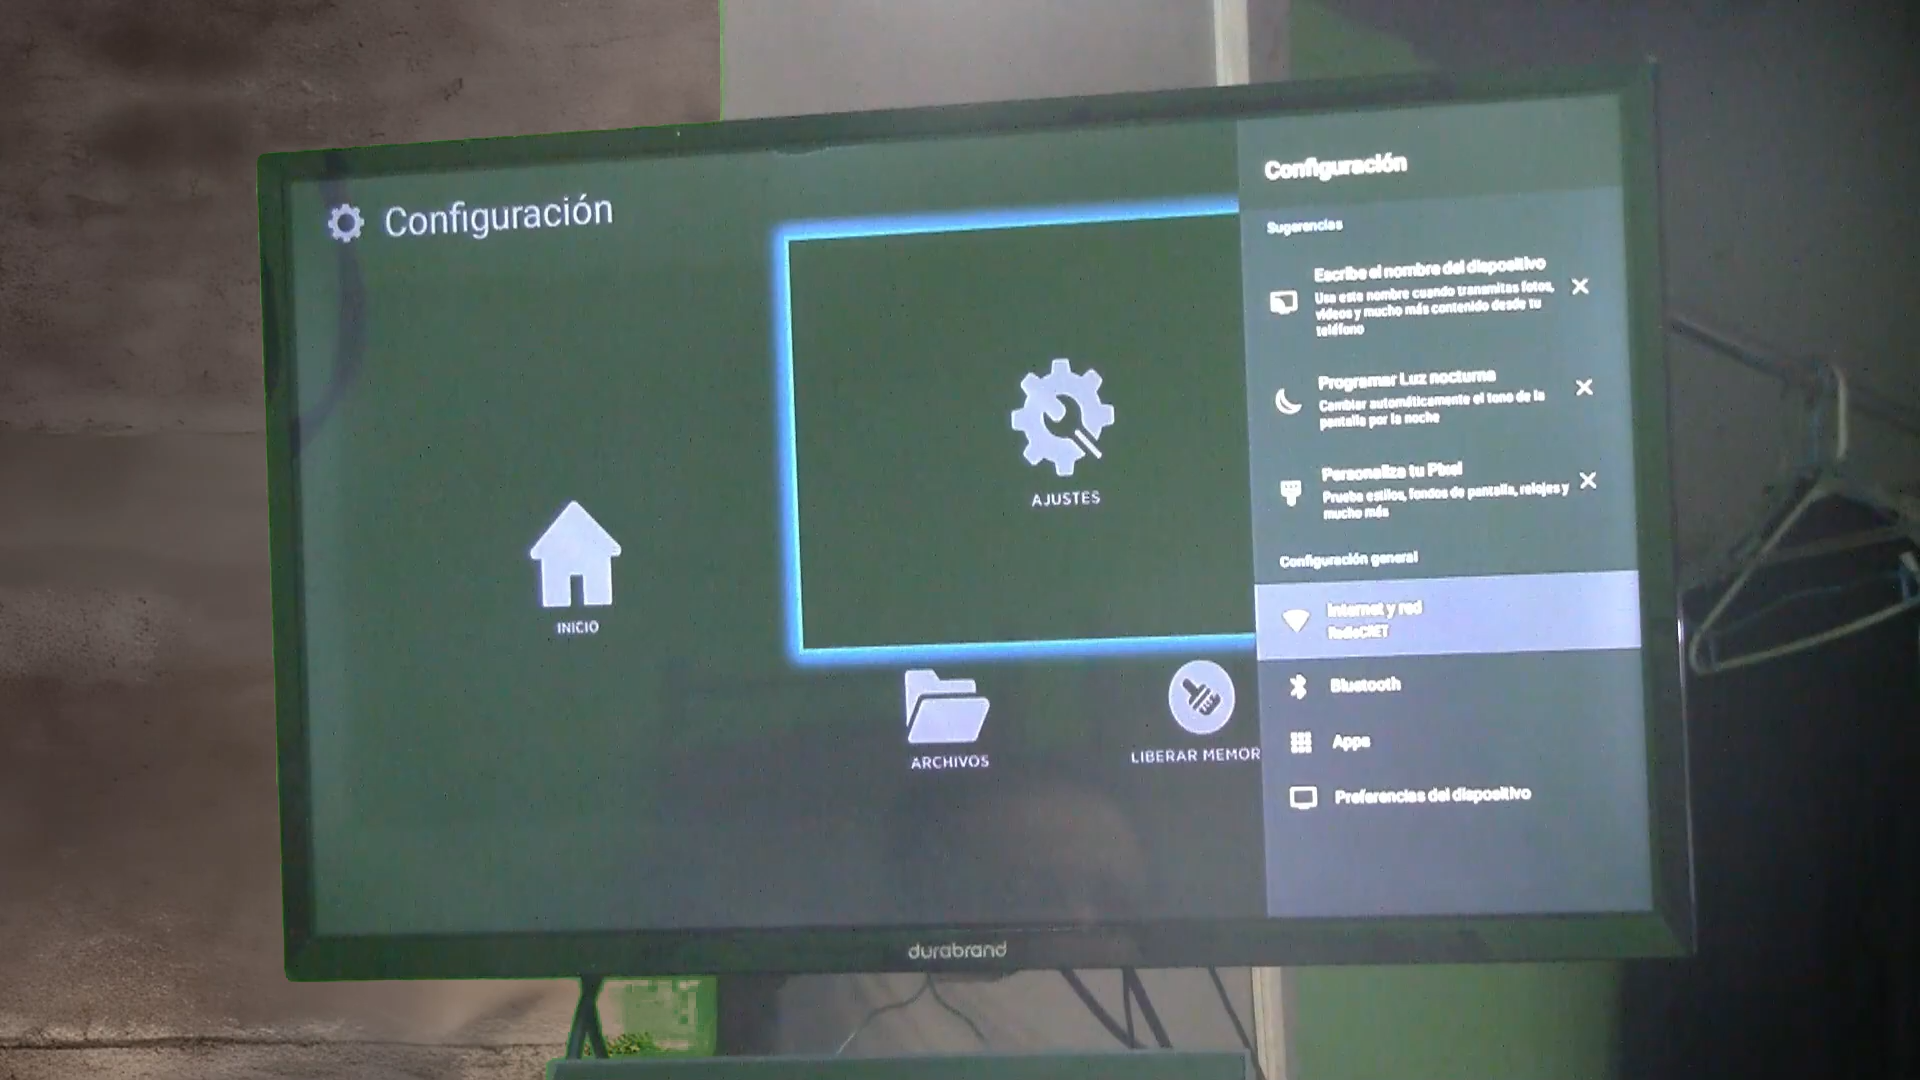 Configuración
AJUSTES
INICIO
ARCHIVOS
LIBERAR MEMOR
Configuración
Sugerencias
Escribe el nombre del dispositivo
Usa este nombre cuando transmitas fotos,
videos y mucho más contenido desde tu
teléfono
Programar Luz nocturna
Cambiar automáticamente el tono de la
pantalla por la noche
Personaliza tu Pixel
Prueba estilos, fondos de pantalla, relojes y
mucho más
Configuración general
Internet y red
Bluetooth
Apps
Preferencias del dispositivo
durabrand